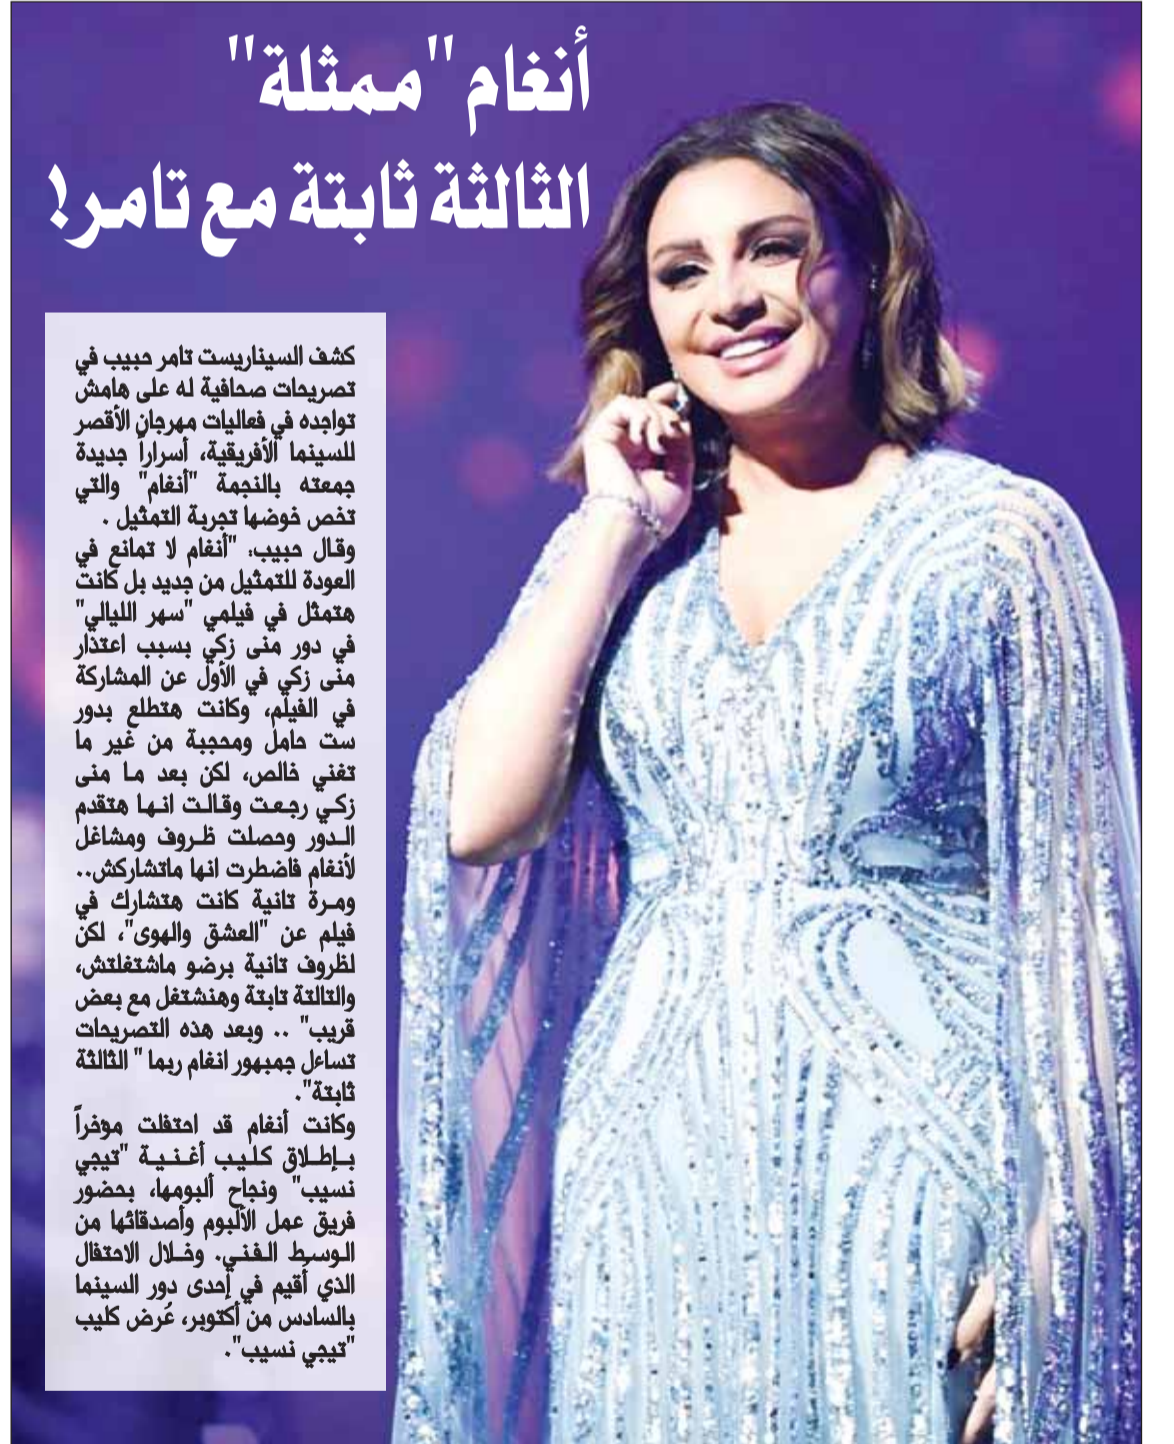 أنغام "ممثلة"
الثالثة ثابتة مع تامر!
كشف السيناريست تامر حبيب في
تصريحات صحافية له على هامش
تواجده في فعاليات مهرجان الأقصر
للسينما الأفريقية، أسراراً جديدة
جمعته بالنجمة "أنغام" والتي
تخص خوضها تجربة التمثيل .
وقال حبيب: "أنغام لا تمانع في
العودة للتمثيل من جديد بل كانت
هتمثل في فيلمي "سهر الليالي"
في دور منى زكي بسبب اعتذار
منى زكي في الأول عن المشاركة
في الفيلم، وكانت هتطلع بدور
ست حامل ومحجبة من غير ما
تغني خالص، لكن بعد ما منى
زكي رجعت وقالت انها هتقدم
الدور وحصلت ظروف ومشاغل
لأنغام فاضطرت انها ماتشاركش..
ومرة تانية كانت هتشارك في
فيلم عن "العشق والهوى"، لكن
لظروف تانية برضو ماشتغلتش،
والتالتة تابتة وهنشتغل مع بعض
قريب" .. وبعد هذه التصريحات
تساءل جمبهور انغام ربما " الثالثة
ثابتة".
وكانت أنغام قد احتفلت موخراً
بإطلاق كليب أغنية "تيجي
نسيب" ونجاح ألبومها، بحضور
فريق عمل الألبوم وأصدقائها من
الوسط الفني. وخلال الاحتفال
الذي أُقيم في إحدى دور السينما
بالسادس من أكتوبر، عُرض كليب
"تيجي نسيب".